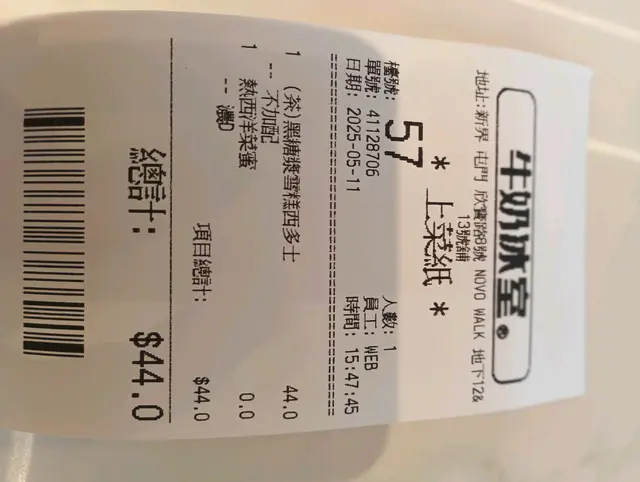 牛奶冰室®
地址:新界 屯門 欣寶路8號 NOVO WALK 地下12&
13號舖
* 上菜紙 *
檯號: 57 人數: 1
單號: 41128706 員工: WEB
日期: 2025-05-11 時間: 15:47:45
1 (茶)黑糖漿雪糕西多士 44.0
-- 不加配
1 熱西洋菜蜜 0.0
-- 濃D
項目總計: $44.0
總計: $44.0